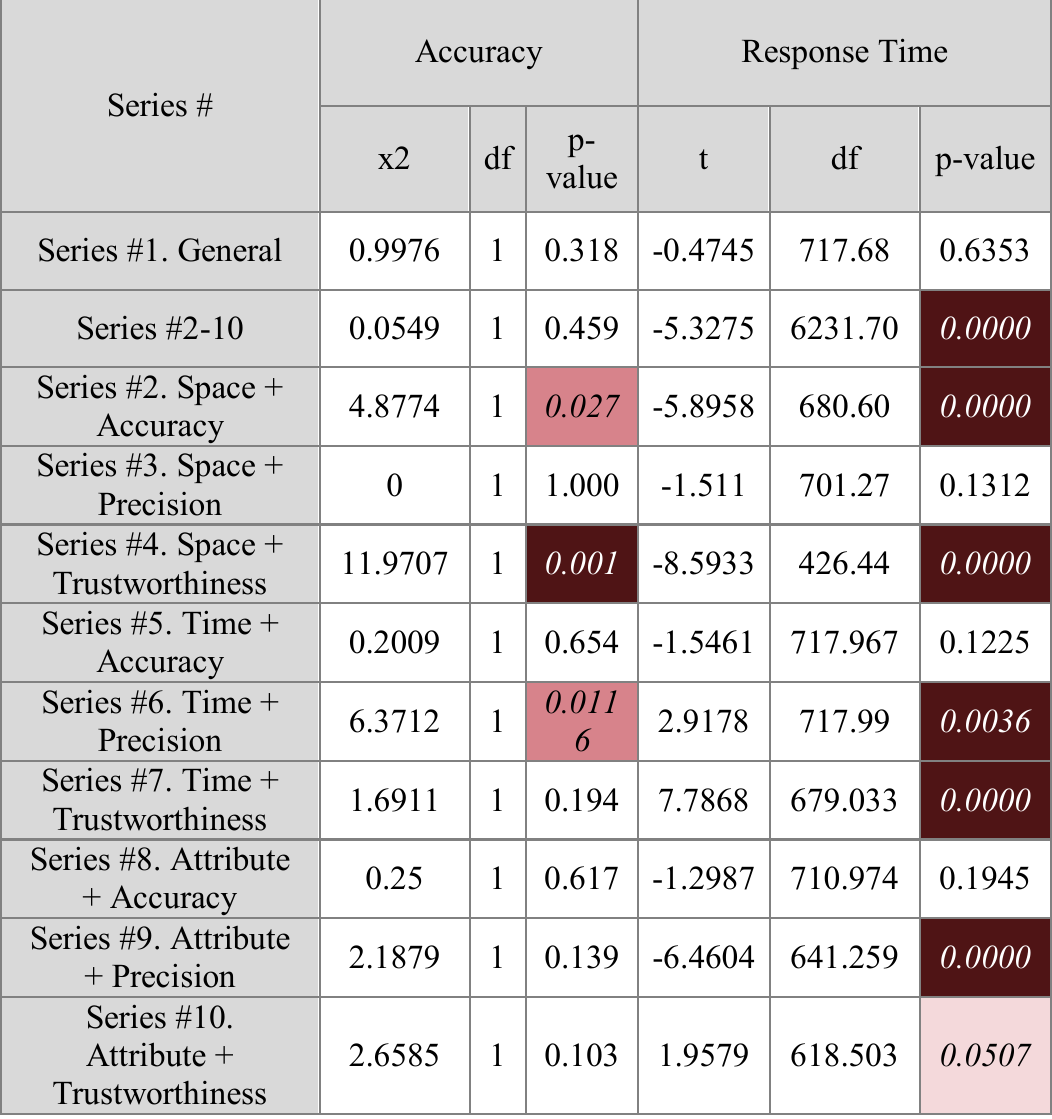 Accuracy Response Time
Series #
x2 df p- value t df p-value
Series #1. General 0.9976 1 0.318 -0.4745 717.68 0.6353
Series #2-10 0.0549 1 0.459 -5.3275 6231.70 0.0000
Series #2. Space +
Accuracy 4.8774 1 0.027 -5.8958 680.60 0.0000
Series #3. Space +
Precision 0 1 1.000 -1.511 701.27 0.1312
Series #4. Space +
Trustworthiness 11.9707 1 0.001 -8.5933 426.44 0.0000
Series #5. Time +
Accuracy 0.2009 1 0.654 -1.5461 717.967 0.1225
Series #6. Time +
Precision 6.3712 1 0.011 6 2.9178 717.99 0.0036
Series #7. Time +
Trustworthiness 1.6911 1 0.194 7.7868 679.033 0.0000
Series #8. Attribute
+ Accuracy 0.25 1 0.617 -1.2987 710.974 0.1945
Series #9. Attribute
+ Precision 2.1879 1 0.139 -6.4604 641.259 0.0000
Series #10.
Attribute +
Trustworthiness 2.6585 1 0.103 1.9579 618.503 0.0507